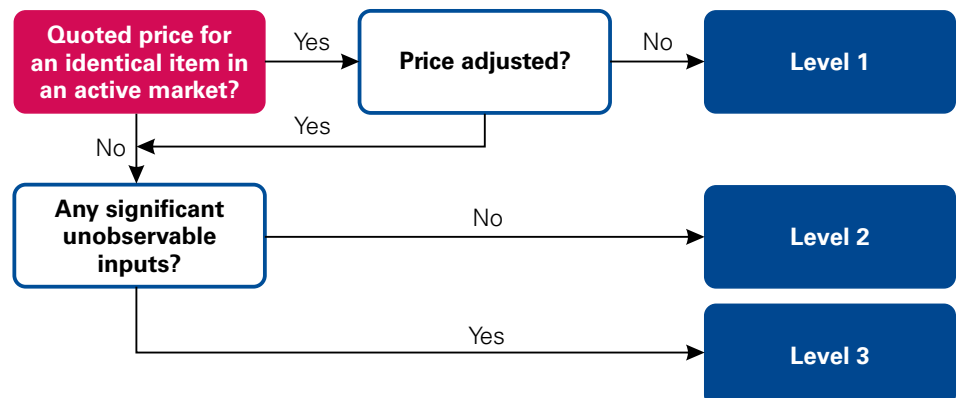 Quoted price for
an identical item in
an active market?
Yes
Price adjusted?
No
Level 1
Yes
No
Any significant
unobservable
inputs?
No
Level 2
Yes
Level 3